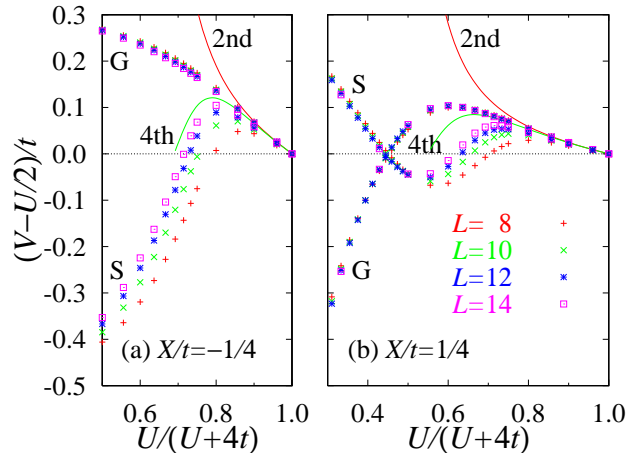 0.3
0.2
0.1
0.0
-0.1
-0.2
-0.3
-0.4
-0.5
(V−U/2)/t
G
2nd
4th
S
(a) X/t=−1/4
0.6 0.8 1.0
U/(U+4t)
S
2nd
4th
G
L= 8
L=10
L=12
L=14
(b) X/t=1/4
0.4 0.6 0.8 1.0
U/(U+4t)